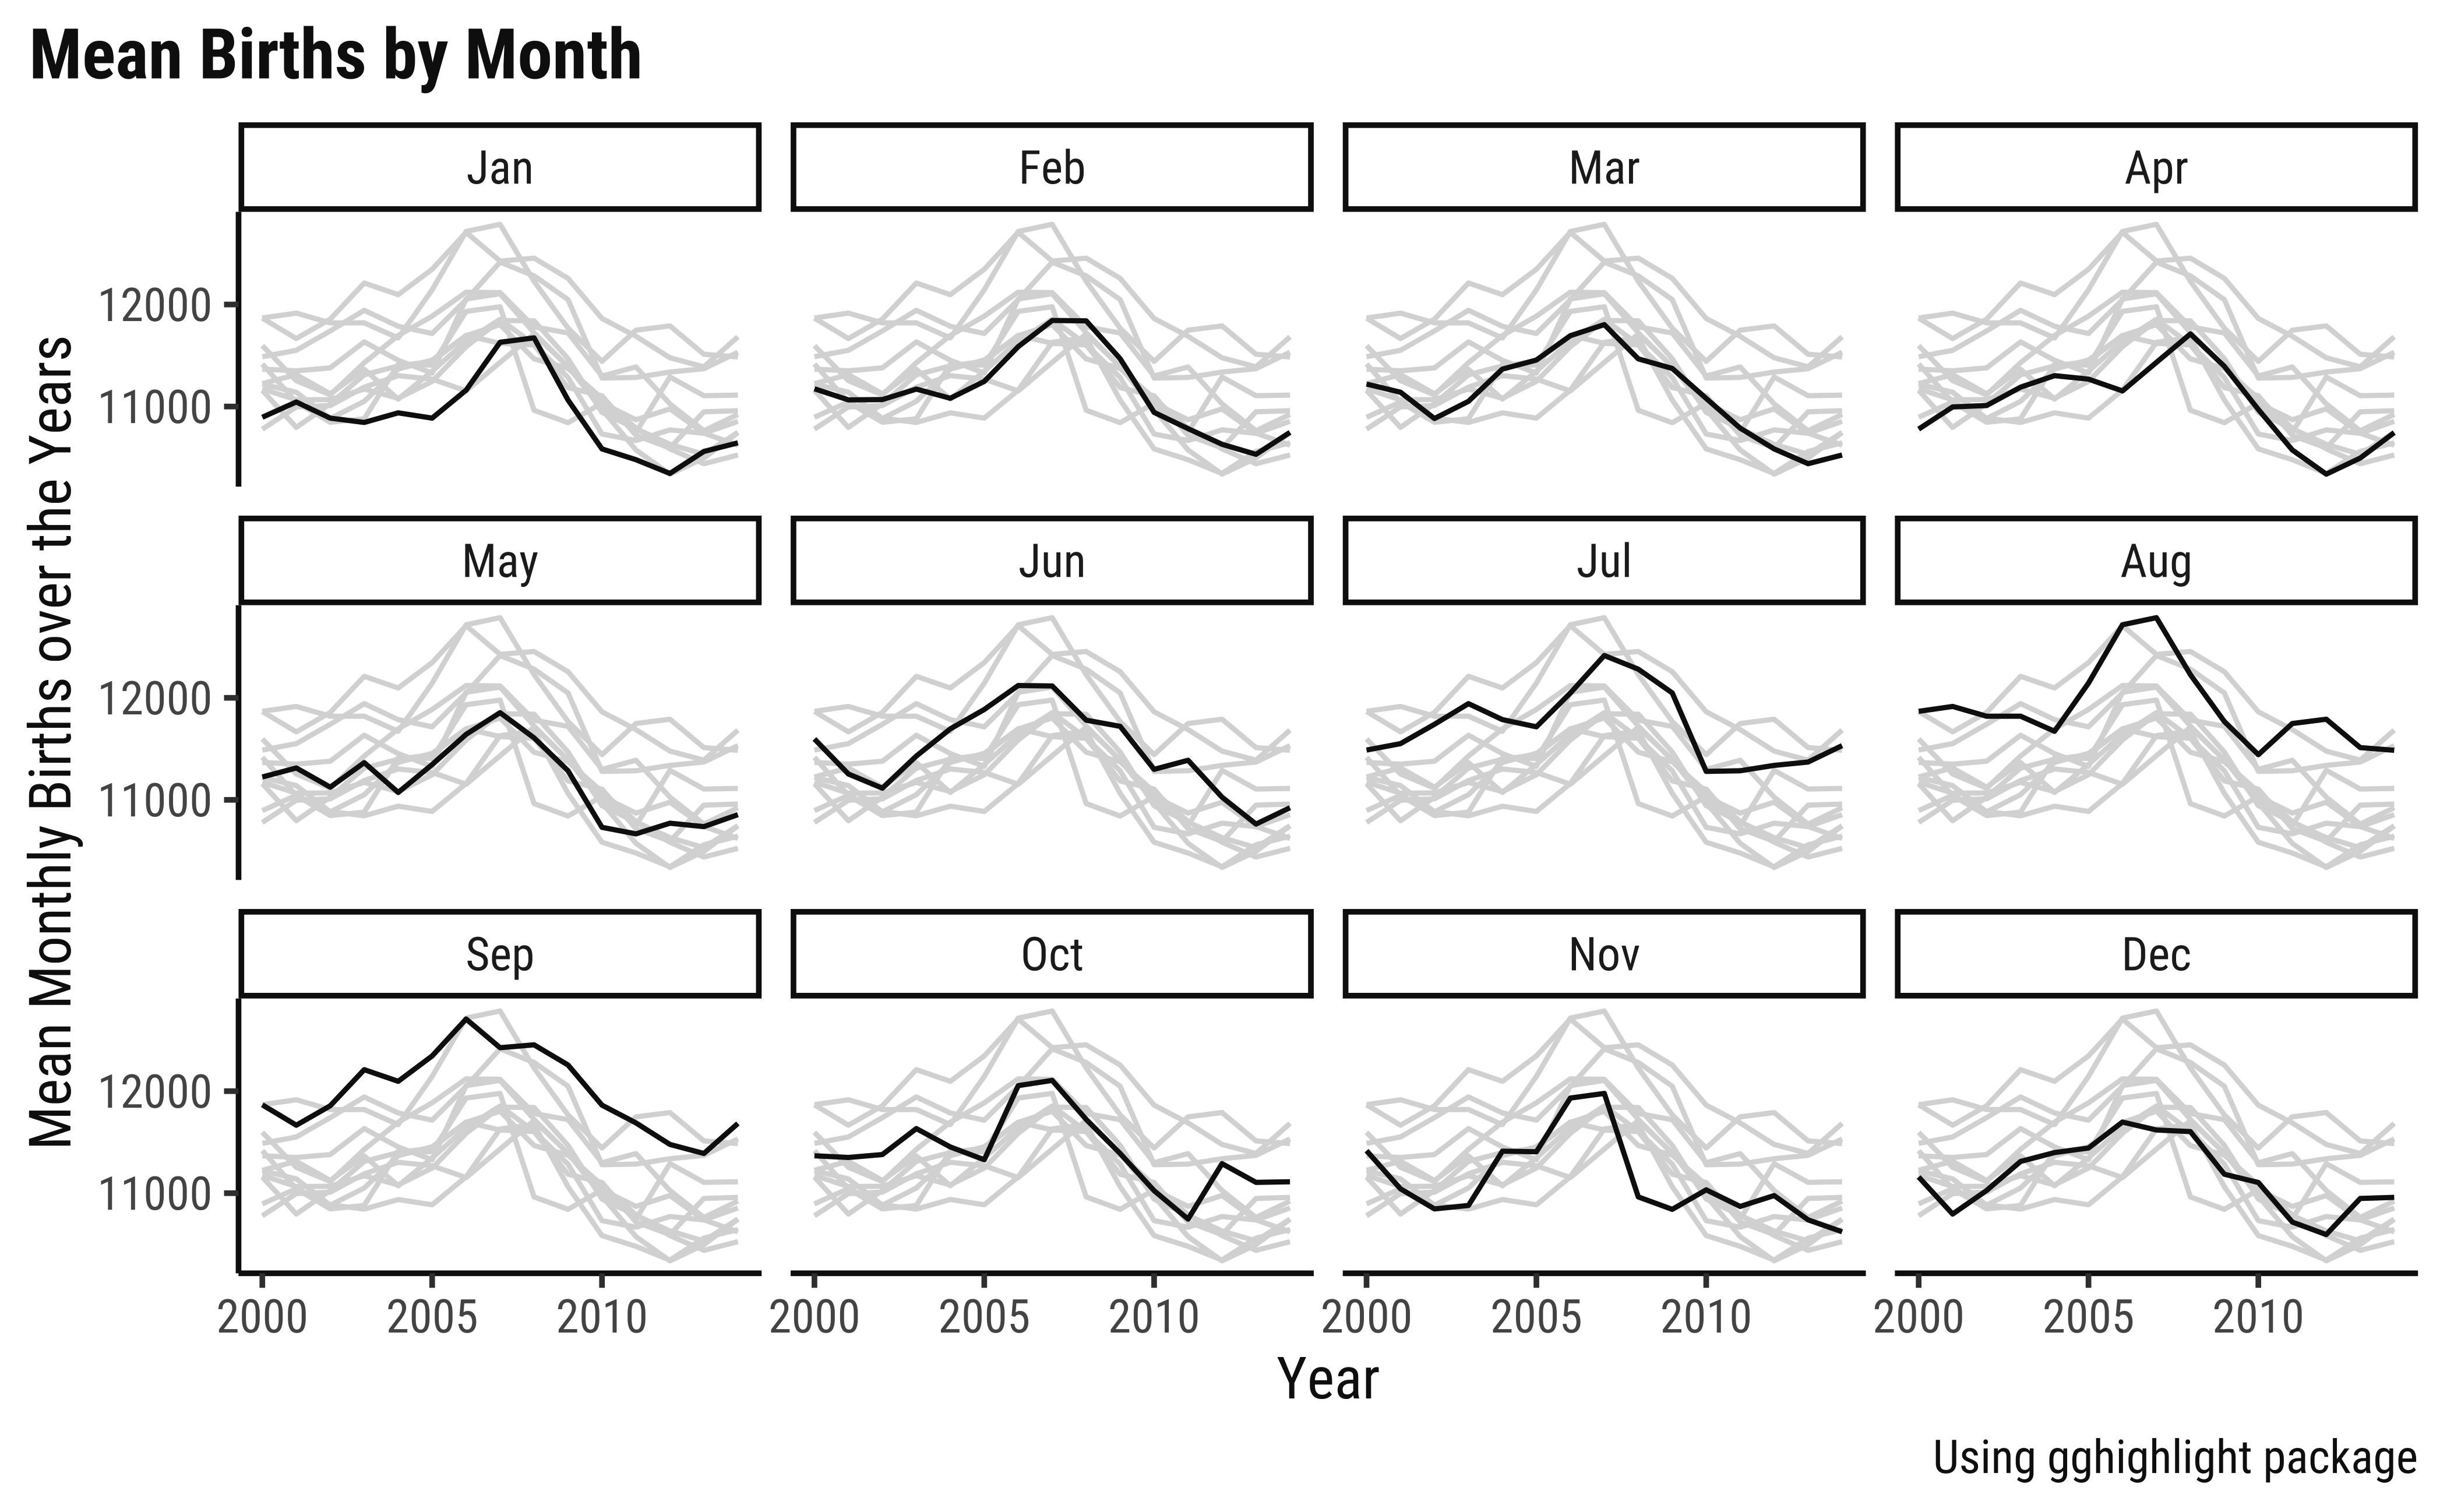 Mean Births by Month
Mean Monthly Births over the Years
Jan Feb Mar Apr
12000
11000
May Jun Jul Aug
12000
11000
Sep Oct Nov Dec
12000
11000
2000 2005 2010 2000 2005 2010 2000 2005 2010 2000 2005 2010
Year
Using gghighlight package